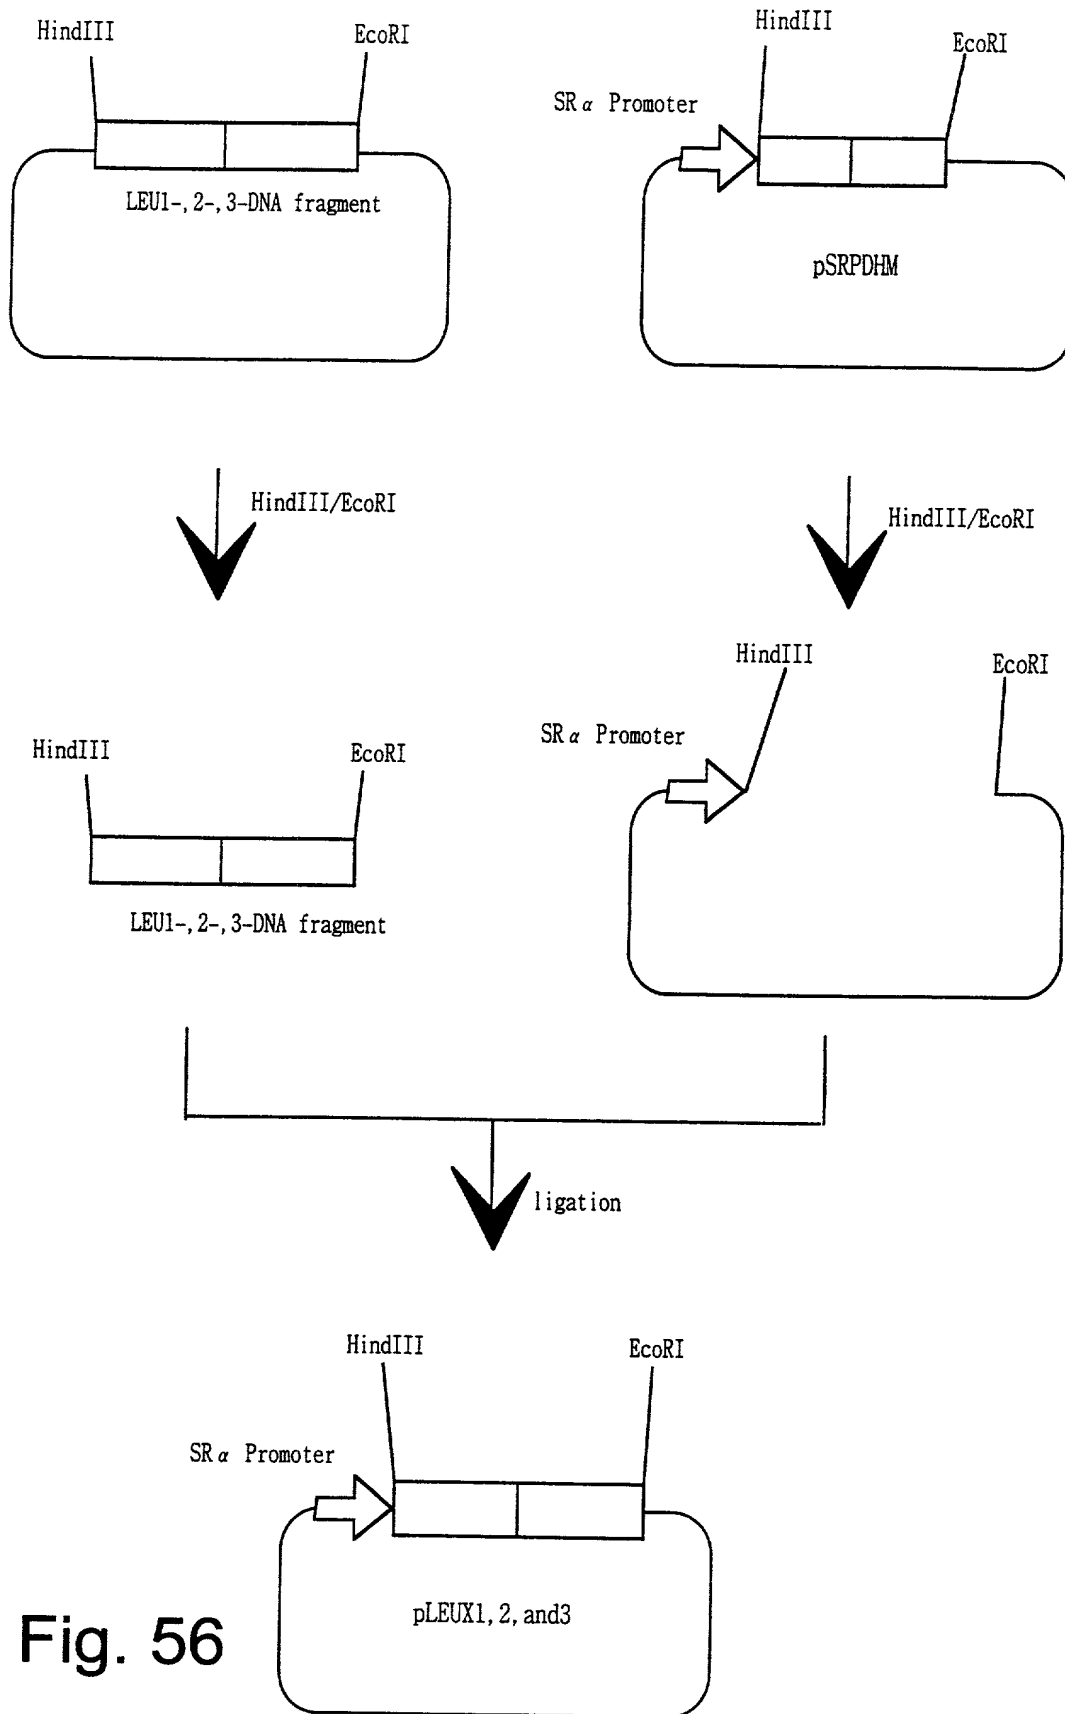 HindIII
EcoRI
LEU1-,2-,3-DNA fragment
HindIII
EcoRI
SRα Promoter
pSRPDHM
HindIII/EcoRI
HindIII/EcoRI
HindIII
EcoRI
LEU1-,2-,3-DNA fragment
HindIII
EcoRI
SRα Promoter
ligation
HindIII
EcoRI
SRα Promoter
pLEUX1,2,and3
Fig. 56